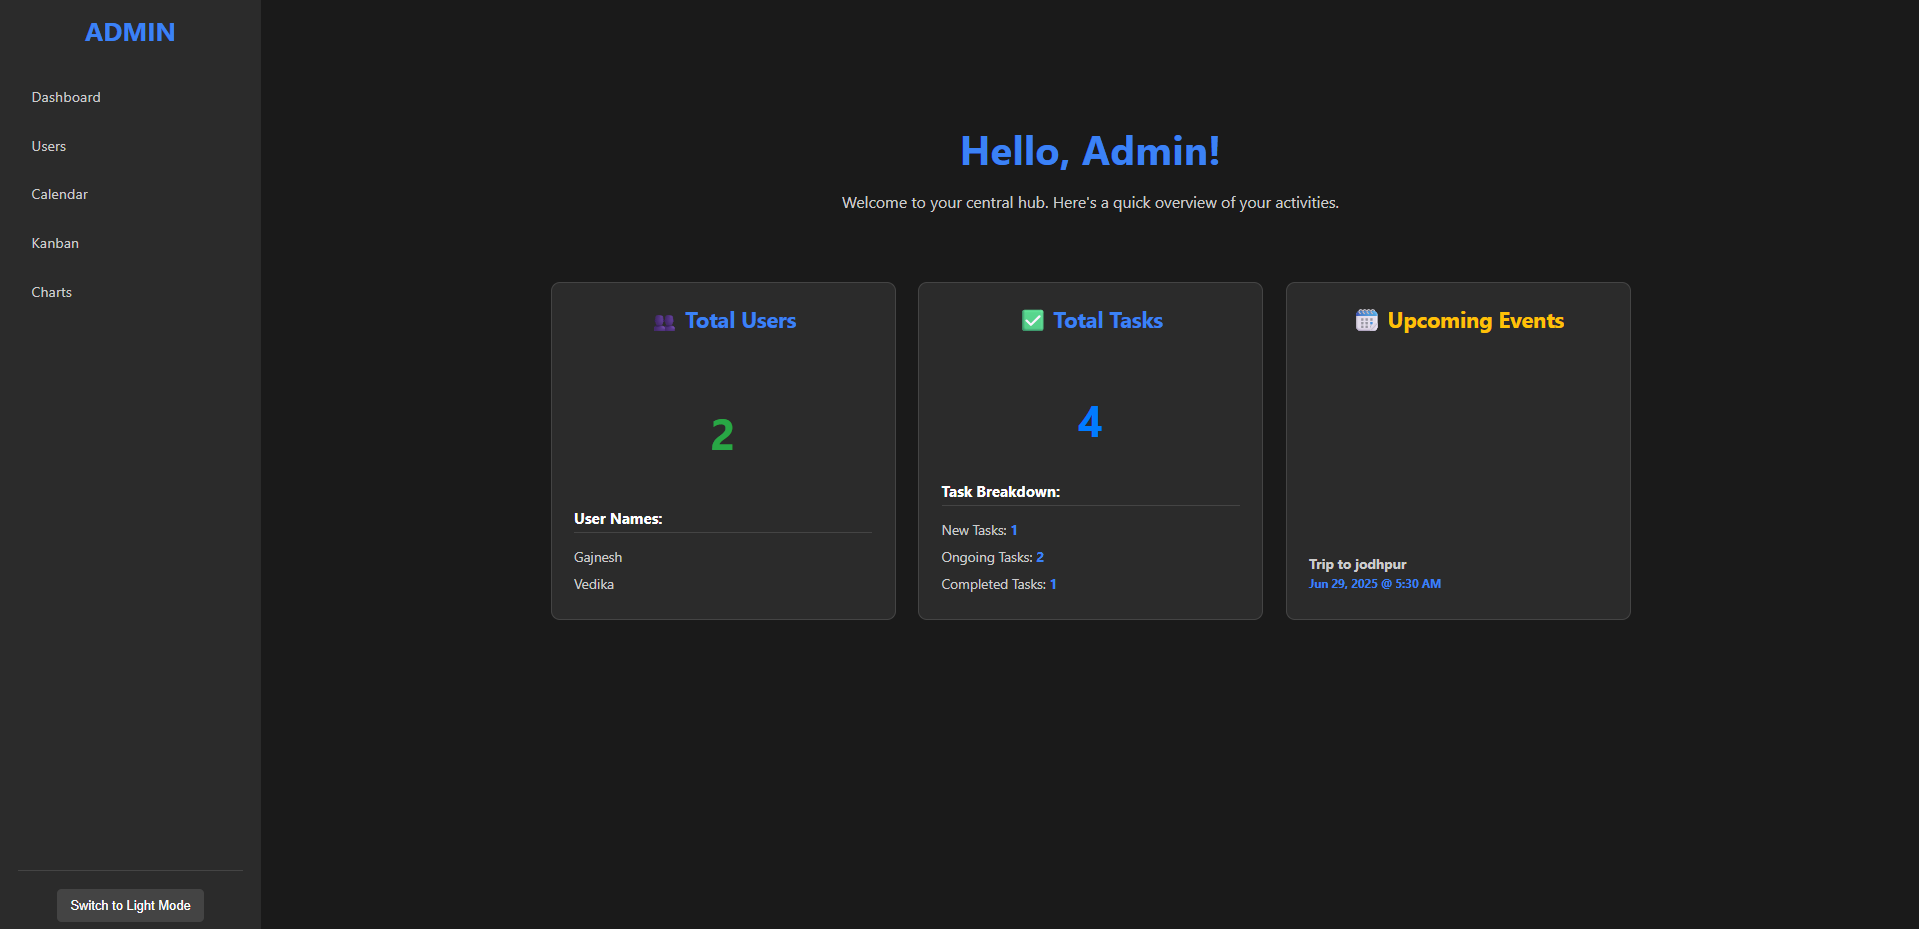 ADMIN
Dashboard
Users
Calendar
Kanban
Charts
Switch to Light Mode
Hello, Admin!
Welcome to your central hub. Here's a quick overview of your activities.
Total Users
2
User Names:
Gajnesh
Vedika
Total Tasks
4
Task Breakdown:
New Tasks: 1
Ongoing Tasks: 2
Completed Tasks: 1
Upcoming Events
Trip to jodhpur
Jun 29, 2025 @ 5:30 AM